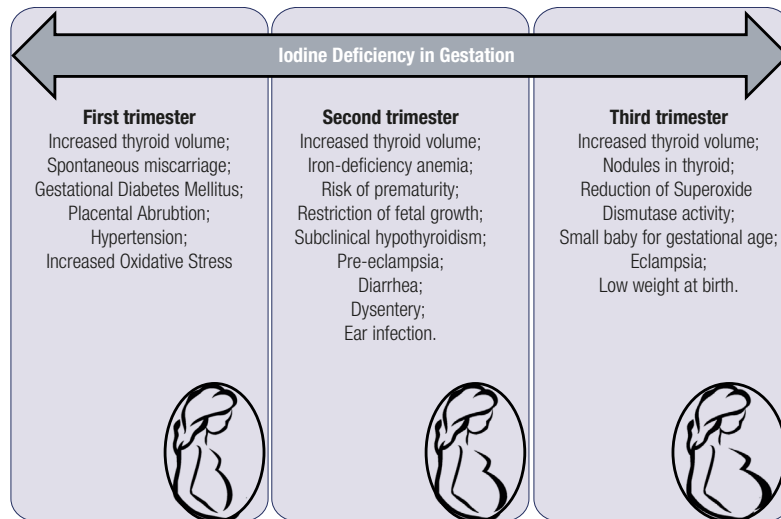 Iodine Deficiency in Gestation
First trimester
Increased thyroid volume;
Spontaneous miscarriage;
Gestational Diabetes Mellitus;
Placental Abrubtion;
Hypertension;
Increased Oxidative Stress
Second trimester
Increased thyroid volume;
Iron-deficiency anemia;
Risk of prematurity;
Restriction of fetal growth;
Subclinical hypothyroidism;
Pre-eclampsia;
Diarrhea;
Dysentery;
Ear infection.
Third trimester
Increased thyroid volume;
Nodules in thyroid;
Reduction of Superoxide
Dismutase activity;
Small baby for gestational age;
Eclampsia;
Low weight at birth.